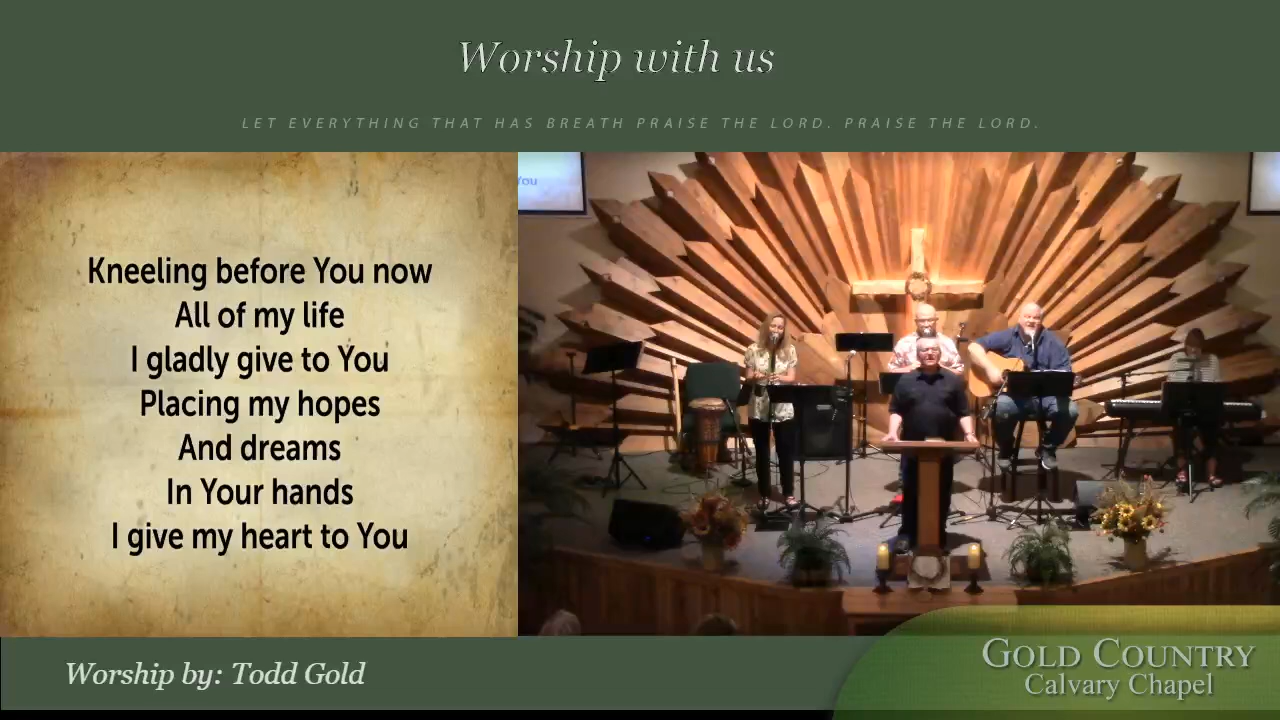 Worship with us
LET EVERYTHING THAT HAS BREATH PRAISE THE LORD. PRAISE THE LORD.
You
Kneeling before You now
All of my life
I gladly give to You
Placing my hopes
And dreams
In Your hands
I give my heart to You
Worship by: Todd Gold
GOLD COUNTRY
Calvary Chapel